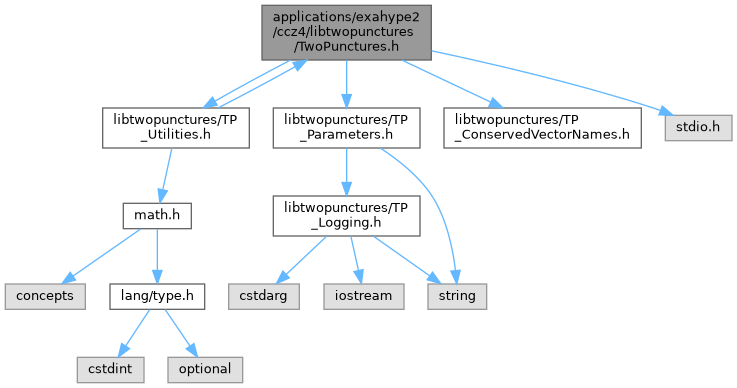 applications/exahype2
/ccz4/libtwopunctures
/TwoPunctures.h
libtwopunctures/TP
_Utilities.h
libtwopunctures/TP
_Parameters.h
libtwopunctures/TP
_ConservedVectorNames.h
stdio.h
math.h
libtwopunctures/TP
_Logging.h
concepts
lang/type.h
cstdarg
iostream
string
cstdint
optional